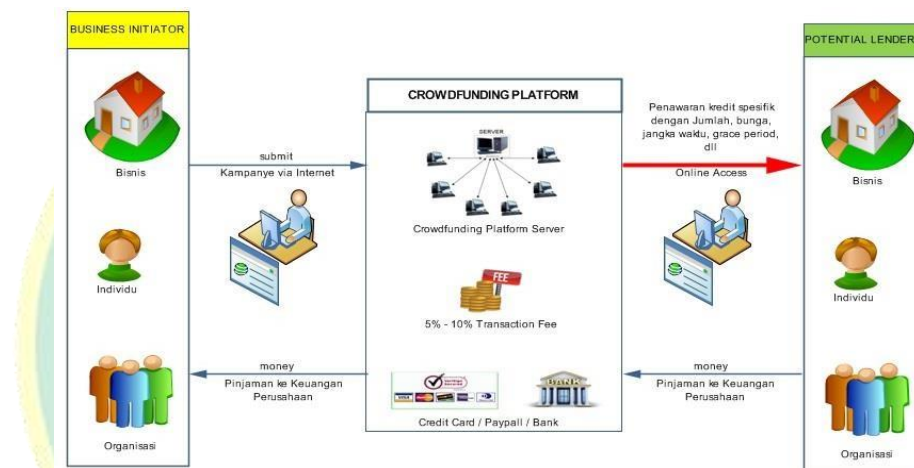 BUSINESS INITIATOR
Bisnis
Individu
Organisasi
submit
Kampanye via Internet
money
Pinjaman ke Keuangan
Perusahaan
CROWDFUNDING PLATFORM
SERVER
Crowdfunding Platform Server
FEE
5% - 10% Transaction Fee
VISA
BANK
Credit Card / Paypall / Bank
Penawaran kredit spesifik
dengan Jumlah, bunga,
jangka waktu, grace period,
dll
Online Access
money
Pinjaman ke Keuangan
Perusahaan
POTENTIAL LENDER
Bisnis
Individu
Organisasi